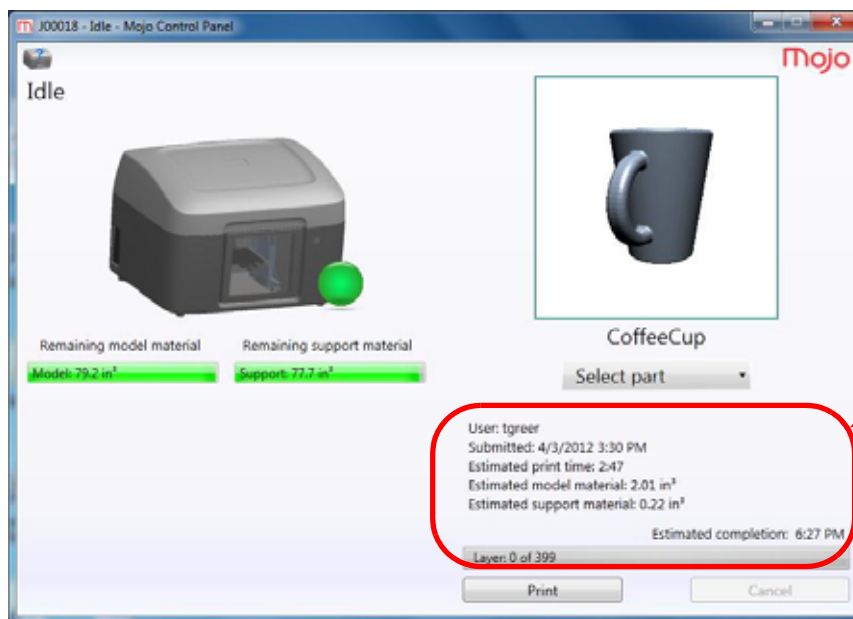 J00018 - Idle - Mojo Control Panel
mojo
Idle
Remaining model material
Remaining support material
Model: 79.2 in³
Support: 77.7 in³
CoffeeCup
Select part
User: tgreer
Submitted: 4/3/2012 3:30 PM
Estimated print time: 2:47
Estimated model material: 2.01 in³
Estimated support material: 0.22 in³
Estimated completion: 6:27 PM
Layer: 0 of 399
Print
Cancel